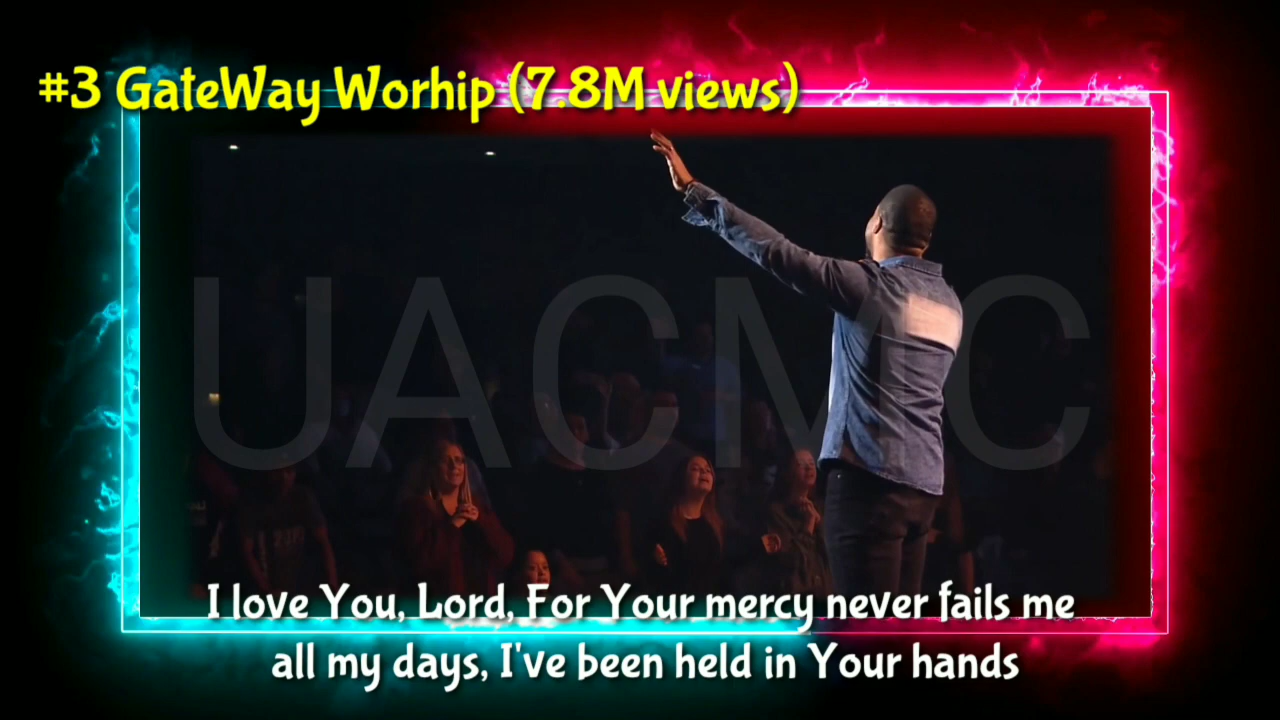 #3 GateWay Worhip (7.8M views)
UACMC
I love You, Lord, For Your mercy never fails me
all my days, I've been held in Your hands